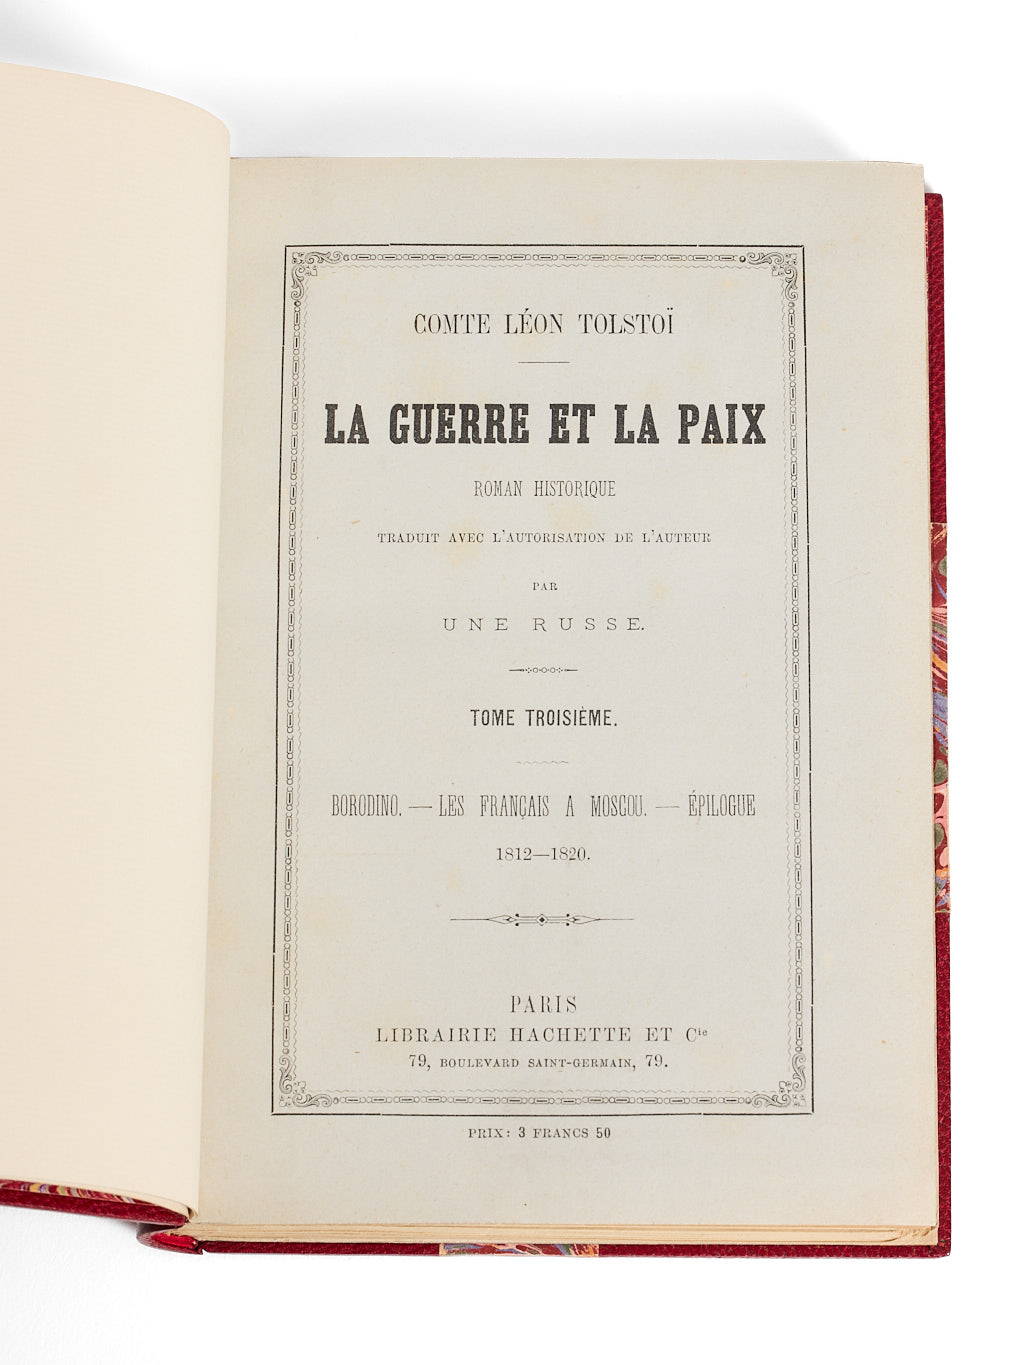 COMTE LÉON TOLSTOÏ
LA GUERRE ET LA PAIX
ROMAN HISTORIQUE
TRADUIT AVEC L'AUTORISATION DE L'AUTEUR
PAR
UNE RUSSE.
TOME TROISIÈME.
BORODINO. — LES FRANÇAIS A MOSCOU. — ÉPILOGUE
1812—1820.
PARIS
LIBRAIRIE HACHETTE ET Cie
79, BOULEVARD SAINT-GERMAIN, 79.
PRIX: 3 FRANCS 50